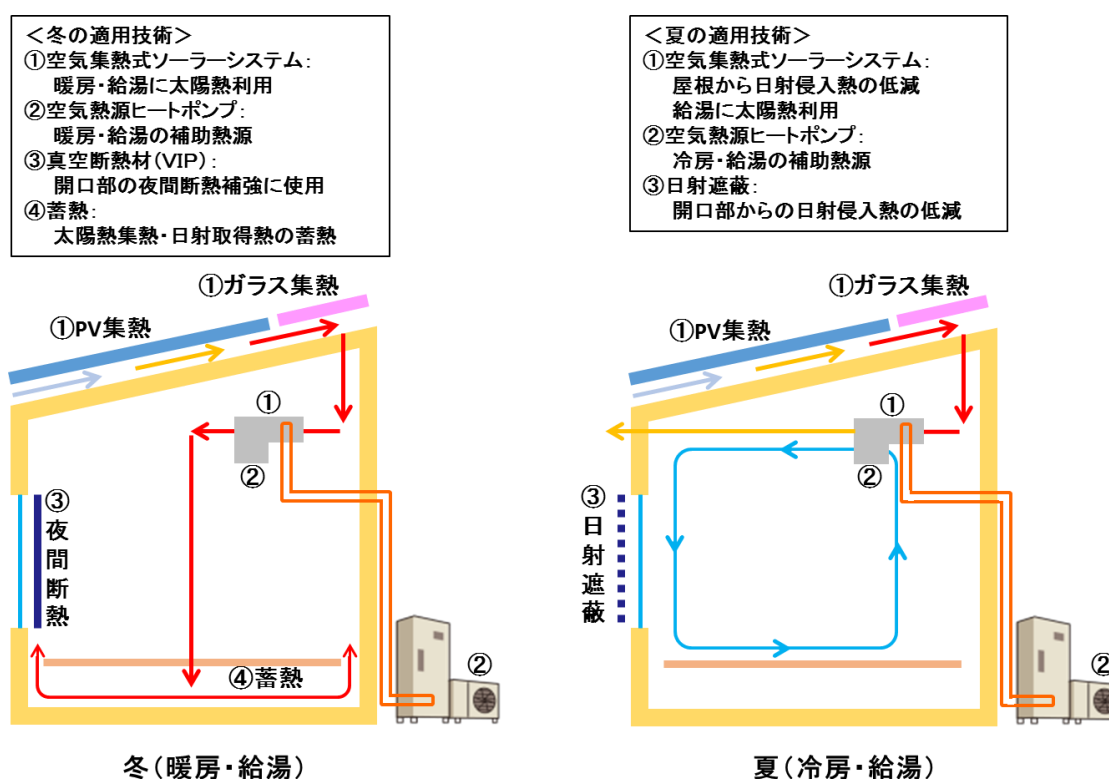 ＜冬の適用技術＞
①空気集熱式ソーラーシステム：
暖房・給湯に太陽熱利用
②空気熱源ヒートポンプ：
暖房・給湯の補助熱源
③真空断熱材(VIP)：
開口部の夜間断熱補強に使用
④蓄熱：
太陽熱集熱・日射取得熱の蓄熱
＜夏の適用技術＞
①空気集熱式ソーラーシステム：
屋根から日射侵入熱の低減
給湯に太陽熱利用
②空気熱源ヒートポンプ：
冷房・給湯の補助熱源
③日射遮蔽：
開口部からの日射侵入熱の低減
①ガラス集熱
①PV集熱
①
②
③夜間断熱
④蓄熱
②
冬（暖房・給湯）
①ガラス集熱
①PV集熱
①
②
③日射遮蔽
②
夏（冷房・給湯）